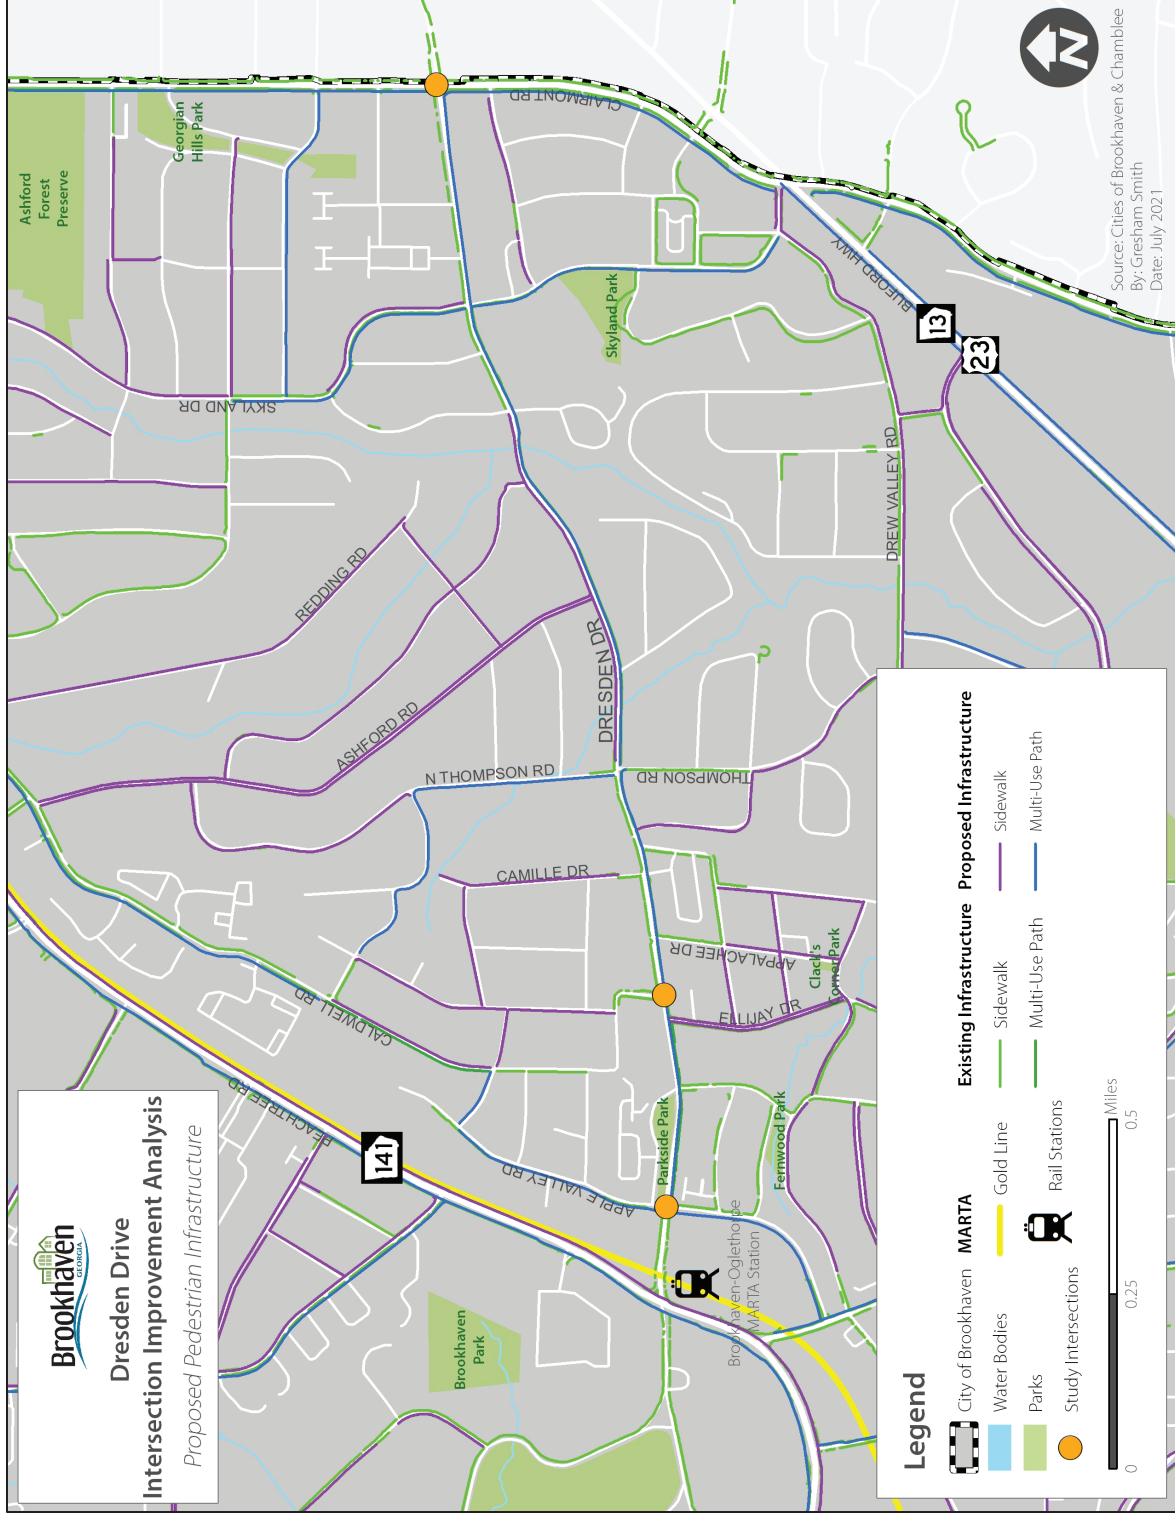 Brookhaven
GEORGIA
Dresden Drive
Intersection Improvement Analysis
Proposed Pedestrian Infrastructure
PEACHTREE RD
141
CALDWELL RD
APPLE VALLEY RD
Brookhaven
Park
Parkside Park
Fernwood Park
Brookhaven-Oglethorpe
MARTA Station
CAMILLE DR
N THOMPSON RD
THOMPSON RD
APPALACHEE DR
ELLIJAY DR
Clack's
Corner Park
ASHFORD RD
REDDING RD
DRESDEN DR
SKYLAND DR
Ashford
Forest
Preserve
Georgian
Hills Park
Skyland Park
CLAIRMONT RD
DREW VALLEY RD
BUFORD HWY
13
23
N
Source: Cities of Brookhaven & Chamblee
By: Gresham Smith
Date: July 2021
Legend
City of Brookhaven
Water Bodies
Parks
Study Intersections
MARTA
Gold Line
Rail Stations
Existing Infrastructure
Sidewalk
Multi-Use Path
Proposed Infrastructure
Sidewalk
Multi-Use Path
0
0.25
0.5
Miles